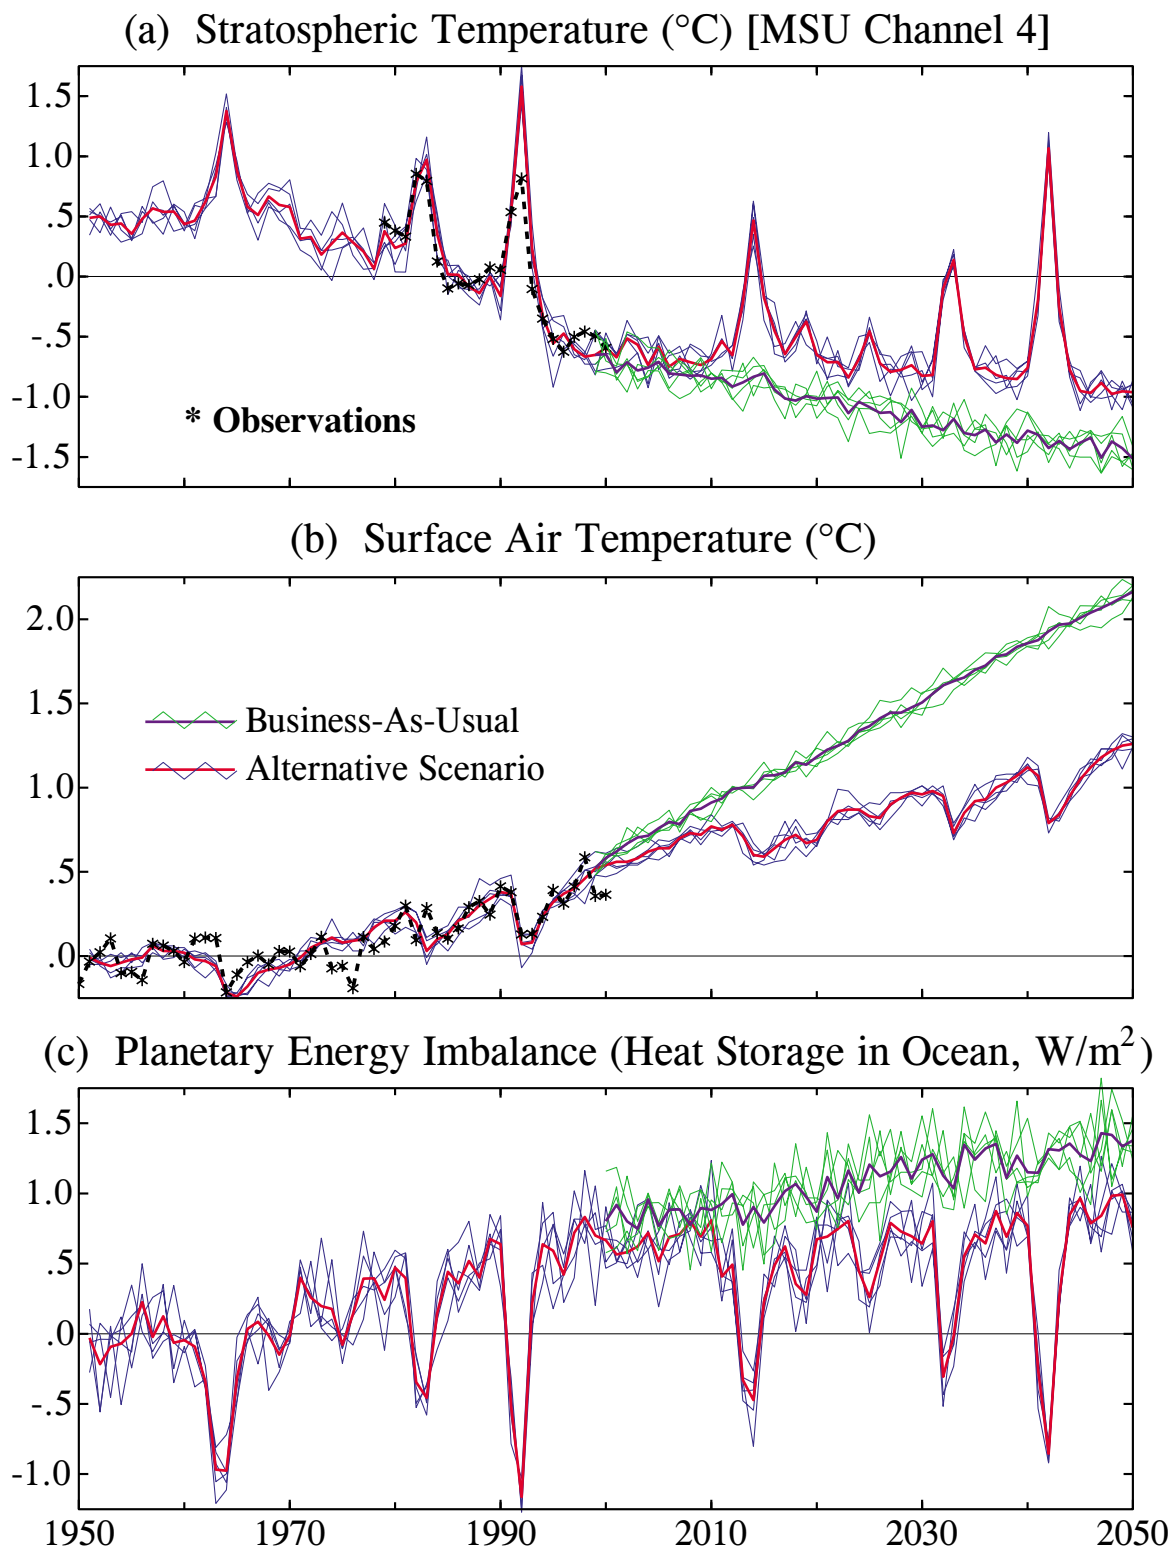 (a) Stratospheric Temperature (°C) [MSU Channel 4]
1.5
1.0
.5
.0
-.5
-1.0
-1.5
* Observations
(b) Surface Air Temperature (°C)
2.0
1.5
1.0
.5
.0
Business-As-Usual
Alternative Scenario
(c) Planetary Energy Imbalance (Heat Storage in Ocean, W/m²)
1.5
1.0
.5
.0
-.5
-1.0
1950 1970 1990 2010 2030 2050